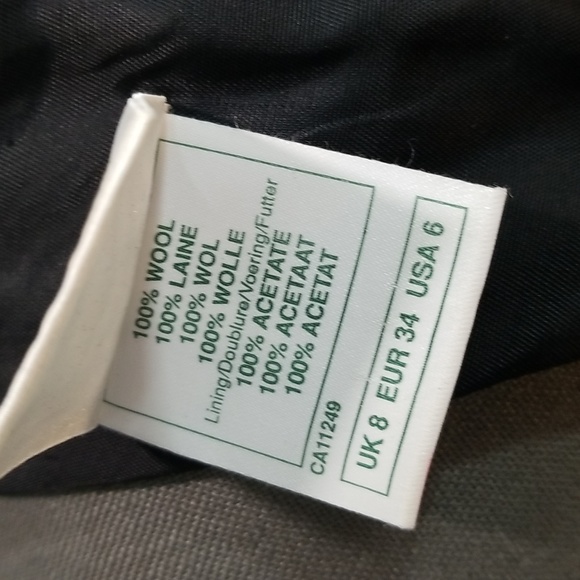 100% WOOL
100% LAINE
100% WOL
100% WOLLE
Lining/Doublure/Voering/Futter
100% ACETATE
100% ACETAAT
100% ACETAT
CA11249
UK 8 EUR 34 USA 6